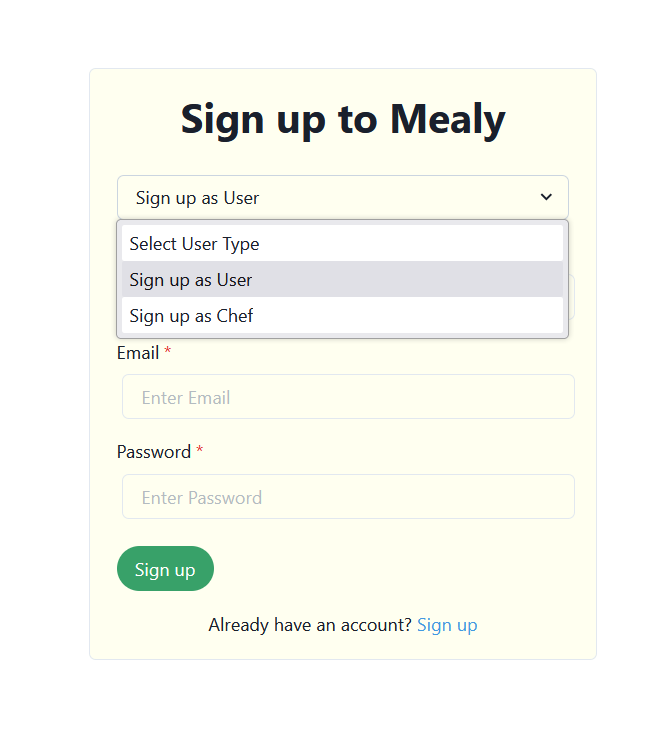 Sign up to Mealy
Sign up as User
Select User Type
Sign up as User
Sign up as Chef
Email *
Enter Email
Password *
Enter Password
Sign up
Already have an account? Sign up